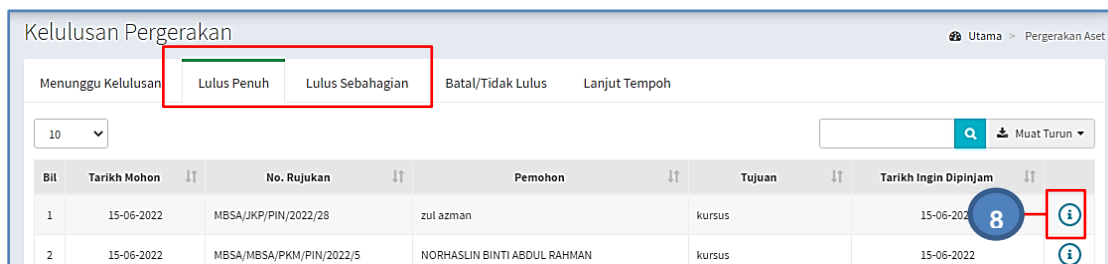 Kelulusan Pergerakan
Utama > Pergerakan Aset
Menunggu Kelulusan Lulus Penuh Lulus Sebahagian Batal/Tidak Lulus Lanjut Tempoh
10 Muat Turun
Bil Tarikh Mohon No. Rujukan Pemohon Tujuan Tarikh Ingin Dipinjam
1 15-06-2022 MBSA/JKP/PIN/2022/28 zul azman kursus 15-06-202
8
2 15-06-2022 MBSA/MBSA/PKM/PIN/2022/5 NORHASLIN BINTI ABDUL RAHMAN kursus 15-06-2022